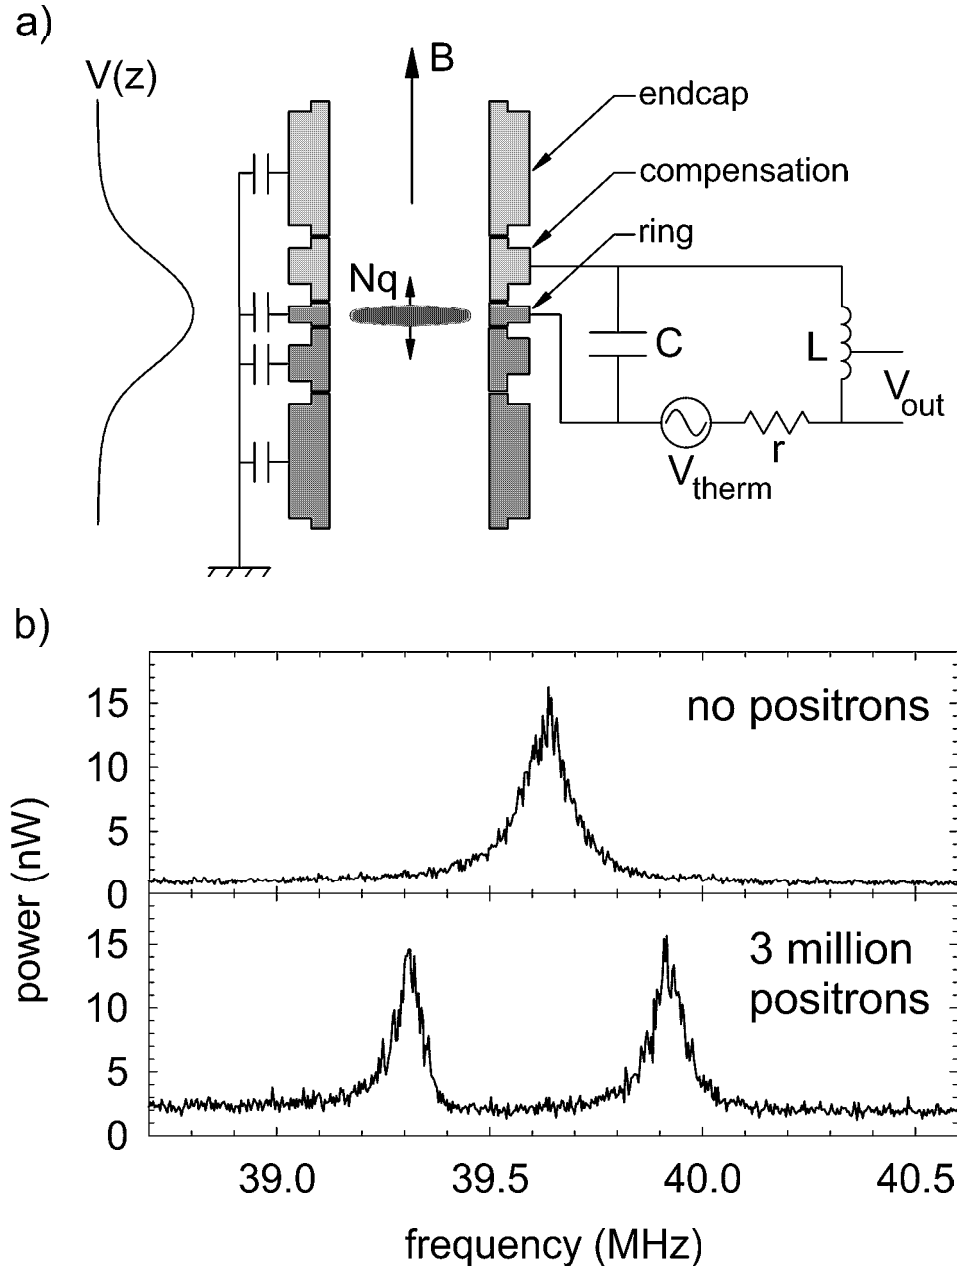 a)
V(z)
B
endcap
compensation
ring
Nq
C
L
V_out
r
V_therm
b)
no positrons
15
10
5
0
3 million
positrons
15
10
5
0
power (nW)
39.0 39.5 40.0 40.5
frequency (MHz)